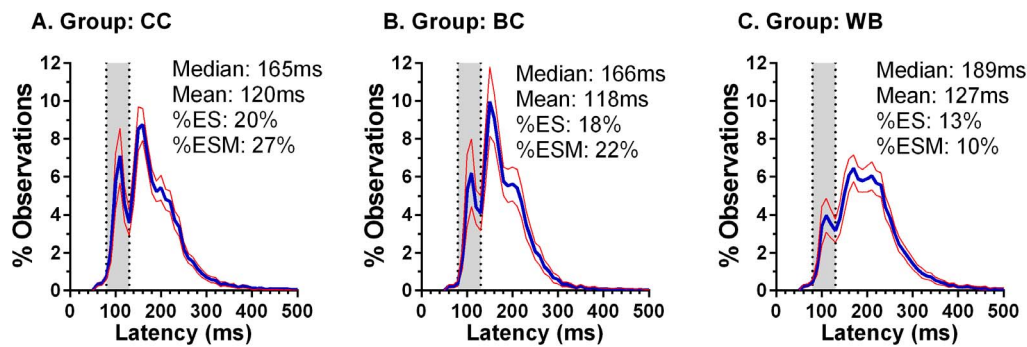 A. Group: CC
Median: 165ms
Mean: 120ms
%ES: 20%
%ESM: 27%
% Observations
12
10
8
6
4
2
0
0 100 200 300 400 500
Latency (ms)
B. Group: BC
Median: 166ms
Mean: 118ms
%ES: 18%
%ESM: 22%
% Observations
12
10
8
6
4
2
0
0 100 200 300 400 500
Latency (ms)
C. Group: WB
Median: 189ms
Mean: 127ms
%ES: 13%
%ESM: 10%
% Observations
12
10
8
6
4
2
0
0 100 200 300 400 500
Latency (ms)